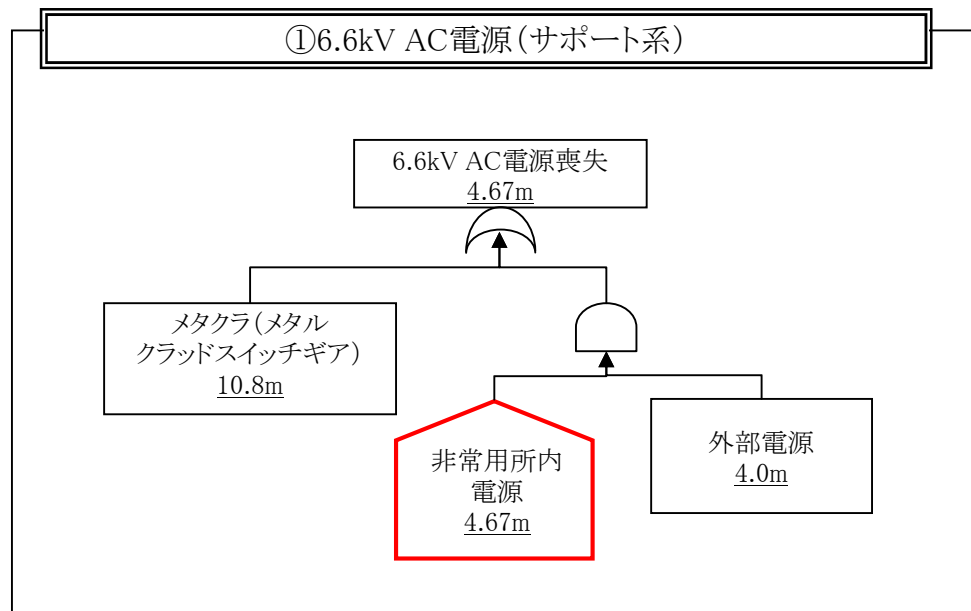 ①6.6kV AC電源(サポート系)
6.6kV AC電源喪失
4.67m
メタクラ(メタル
クラッドスイッチギア)
10.8m
非常用所内
電源
4.67m
外部電源
4.0m